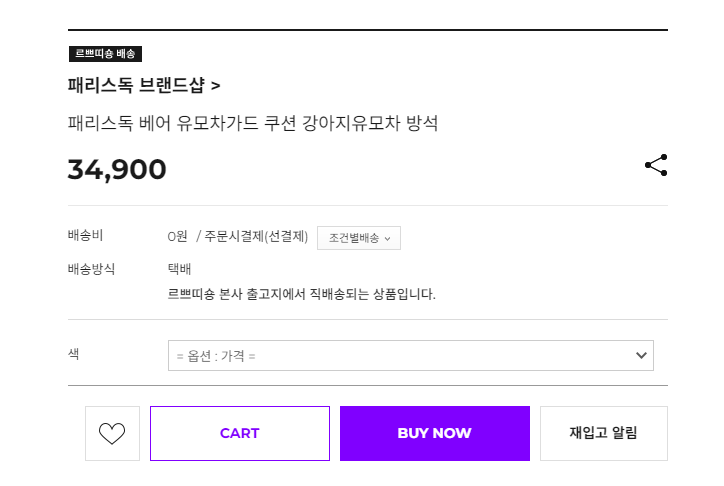 르쁘띠숑 배송
패리스독 브랜드샵 >
패리스독 베어 유모차가드 쿠션 강아지유모차 방석
34,900
배송비 0원 / 주문시결제(선결제) 조건별배송
배송방식 택배
르쁘띠숑 본사 출고지에서 직배송되는 상품입니다.
색 = 옵션 : 가격 =
CART BUY NOW 재입고 알림